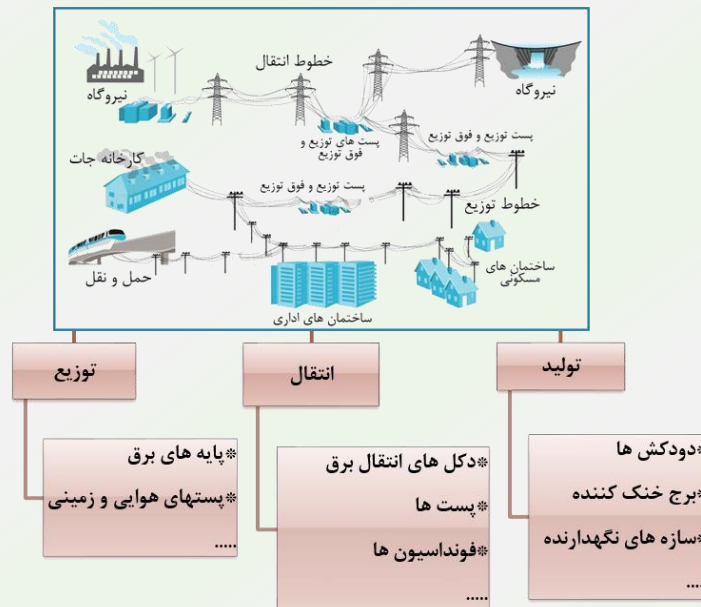 خطوط انتقال
نیروگاه
نیروگاه
پست توزیع و فوق توزیع
پست های توزیع و
فوق توزیع
کارخانه جات
پست توزیع و فوق توزیع
خطوط توزیع
ساختمان های
مسکونی
حمل و نقل
ساختمان های اداری
تولید
*دودکش ها
*برج خنک کننده
*سازه های نگهدارنده
....
انتقال
*دکل های انتقال برق
*پست ها
*فونداسیون ها
.....
توزیع
*پایه های برق
*پستهای هوایی و زمینی
.....